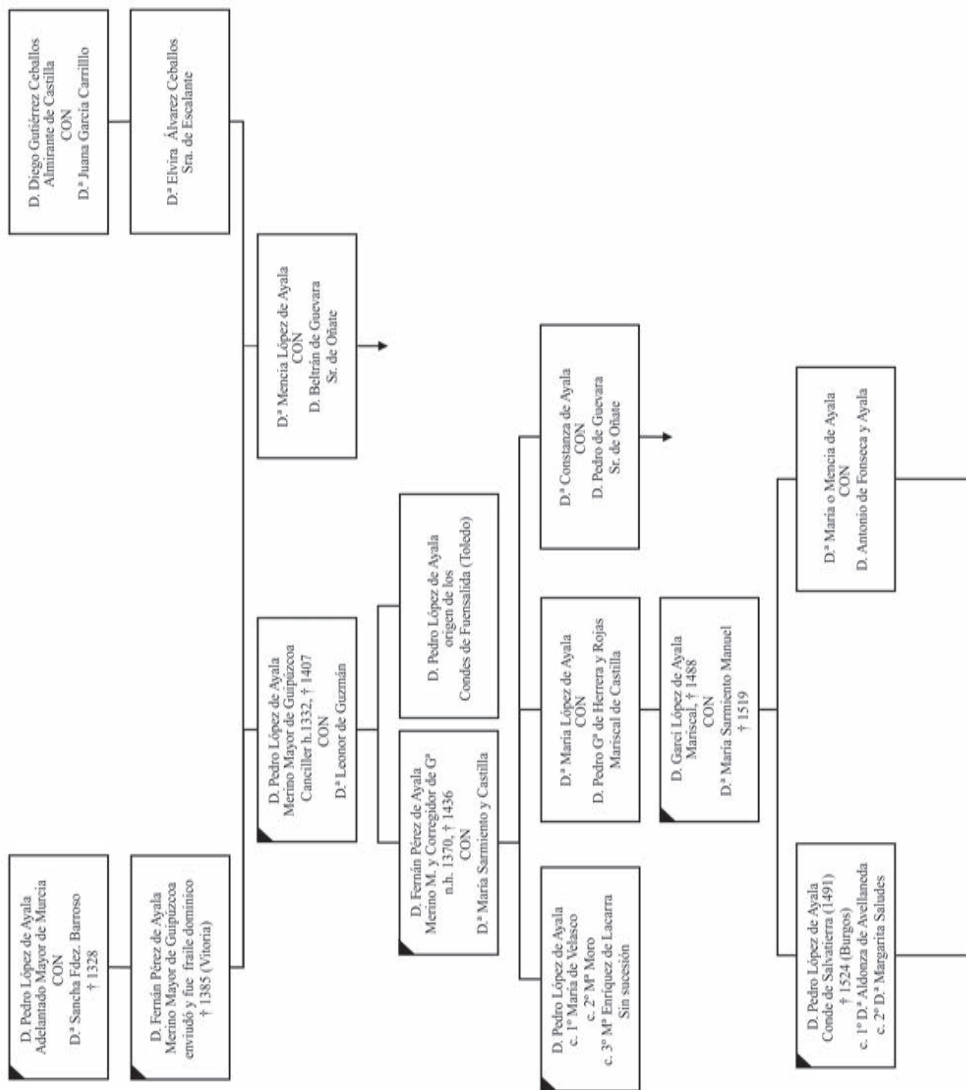 D. Pedro López de Ayala
Adelantado Mayor de Murcia
CON
D.ª Sancha Fdez. Barroso
† 1328
D. Diego Gutiérrez Ceballos
Almirante de Castilla
CON
D.ª Juana García Carrilllo
D. Fernán Pérez de Ayala
Merino Mayor de Guipúzcoa
enviudó y fue fraile dominico
† 1385 (Vitoria)
D.ª Elvira Álvarez Ceballos
Sra. de Escalante
D. Pedro López de Ayala
Merino Mayor de Guipúzcoa
Canciller h.1332, † 1407
CON
D.ª Leonor de Guzmán
D.ª Mencía López de Ayala
CON
D. Beltrán de Guevara
Sr. de Oñate
D. Fernán Pérez de Ayala
Merino M. y Corregidor de Gª
n.h. 1370, † 1436
CON
D.ª María Sarmiento y Castilla
D. Pedro López de Ayala
origen de los
Condes de Fuensalida (Toledo)
D. Pedro López de Ayala
c. 1º María de Velasco
c. 2º Mª Moro
c. 3º Mª Enríquez de Lacarra
Sin sucesión
D.ª María López de Ayala
CON
D. Pedro Gª de Herrera y Rojas
Mariscal de Castilla
D.ª Constanza de Ayala
CON
D. Pedro de Guevara
Sr. de Oñate
D. Garci López de Ayala
Mariscal, † 1488
CON
D.ª María Sarmiento Manuel
† 1519
D. Pedro López de Ayala
Conde de Salvatierra (1491)
† 1524 (Burgos)
c. 1º D.ª Aldonza de Avellaneda
c. 2º D.ª Margarita Saludes
D.ª María o Mencía de Ayala
CON
D. Antonio de Fonseca y Ayala